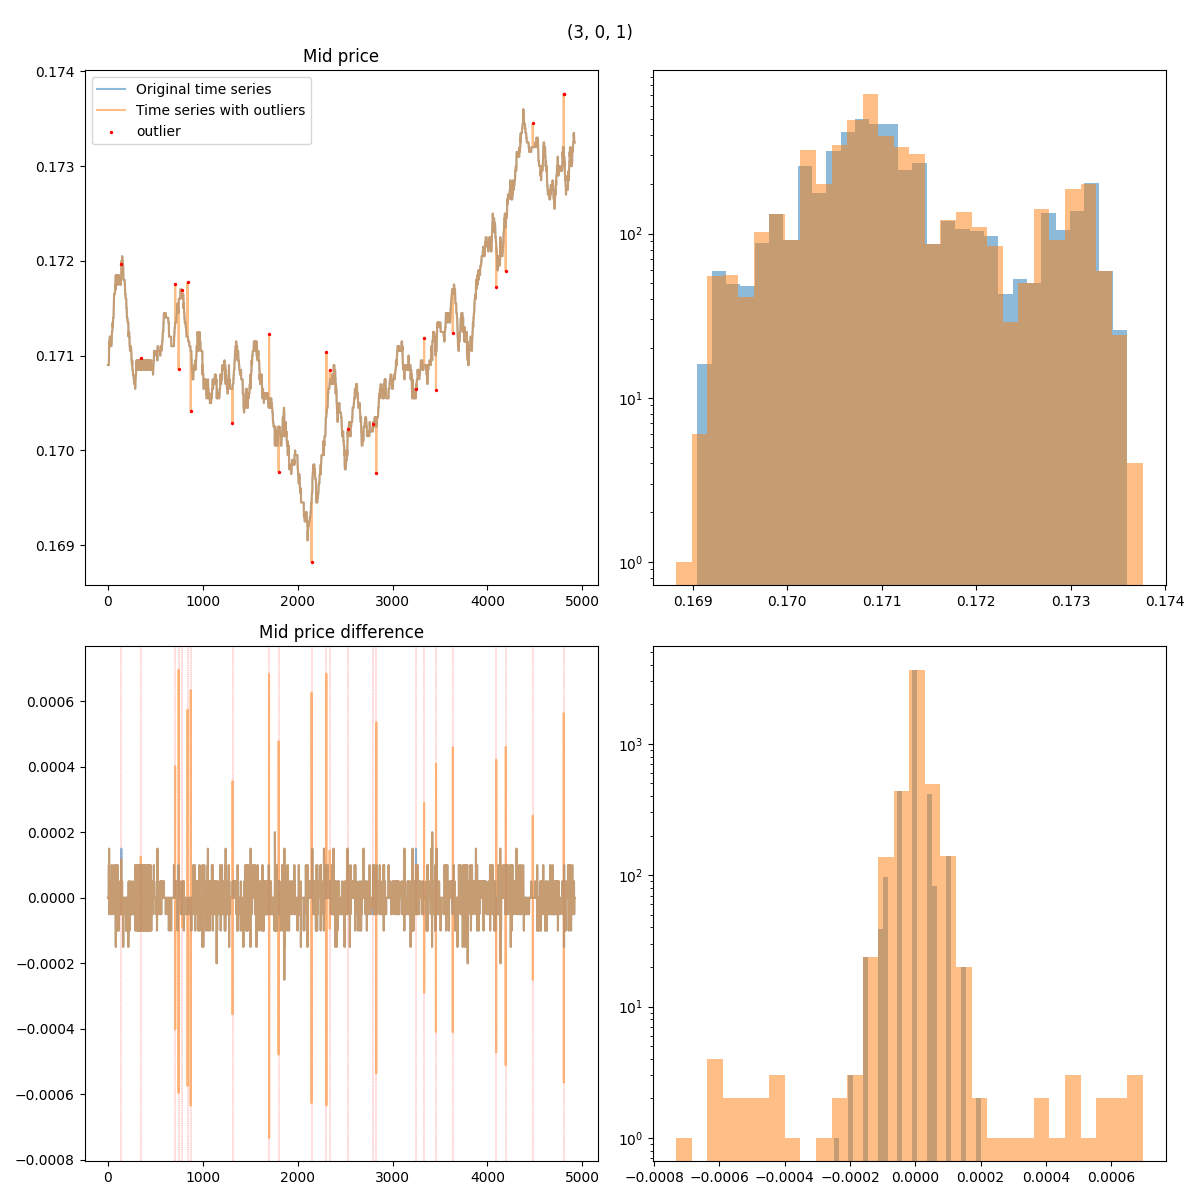 (3, 0, 1)
Mid price
Original time series
Time series with outliers
outlier
0.174
0.173
0.172
0.171
0.170
0.169
0 1000 2000 3000 4000 5000
10²
10¹
10⁰
0.169 0.170 0.171 0.172 0.173 0.174
Mid price difference
0.0006
0.0004
0.0002
0.0000
−0.0002
−0.0004
−0.0006
−0.0008
0 1000 2000 3000 4000 5000
10³
10²
10¹
10⁰
−0.0008 −0.0006 −0.0004 −0.0002 0.0000 0.0002 0.0004 0.0006